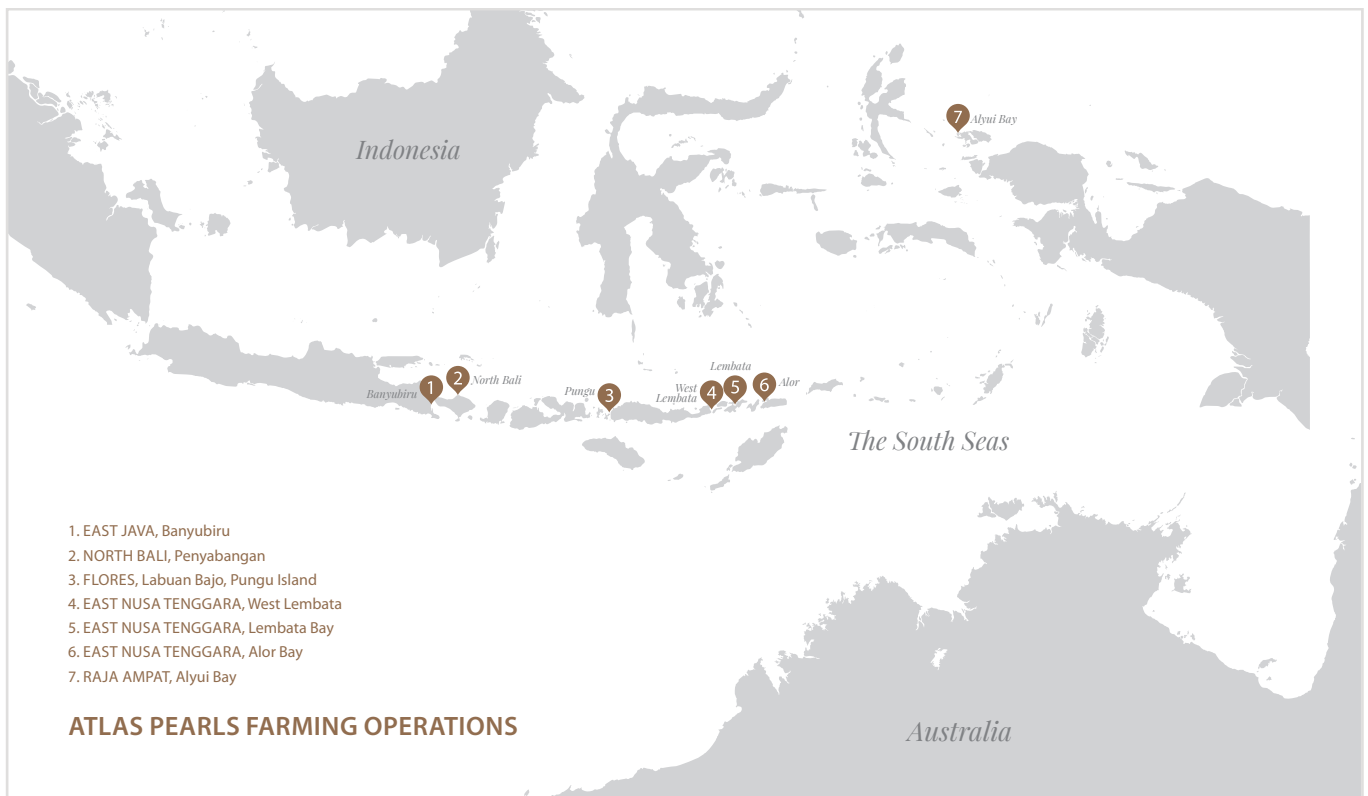 Indonesia
7
Alyui Bay
Lembata
Banyubiru
1
2
North Bali
Pungu
3
West
Lembata
4
5
6
Alor
The South Seas
1. EAST JAVA, Banyubiru
2. NORTH BALI, Penyabangan
3. FLORES, Labuan Bajo, Pungu Island
4. EAST NUSA TENGGARA, West Lembata
5. EAST NUSA TENGGARA, Lembata Bay
6. EAST NUSA TENGGARA, Alor Bay
7. RAJA AMPAT, Alyui Bay
ATLAS PEARLS FARMING OPERATIONS
Australia